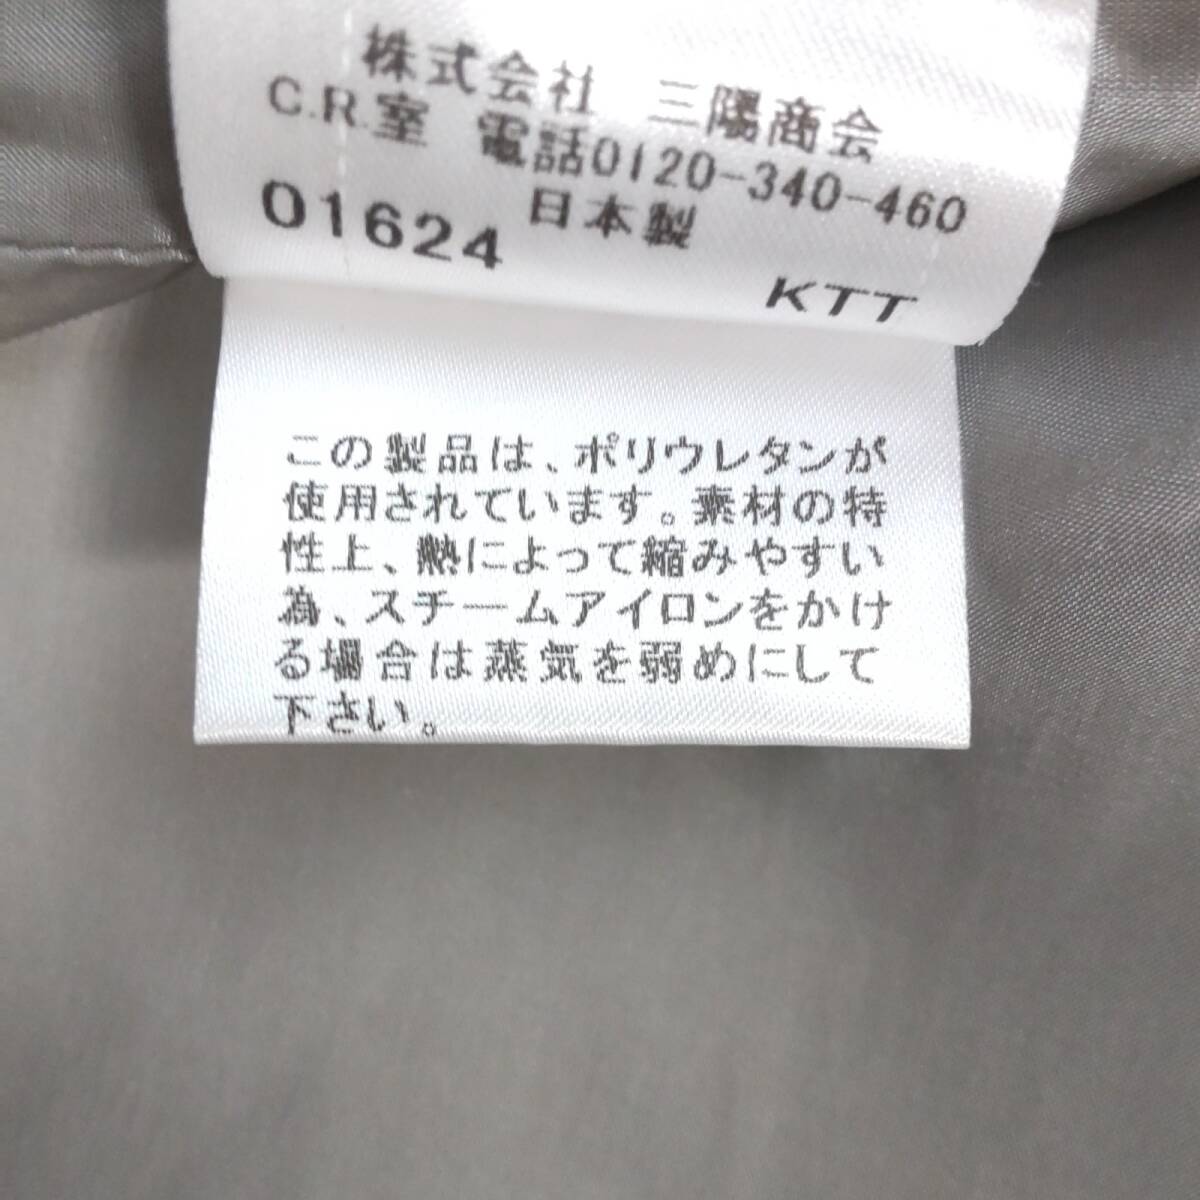 株式会社 三陽商会
C.R.室 電話0120-340-460
日本製
01624
KTT
この製品は、ポリウレタンが
使用されています。素材の特
性上、熱によって縮みやすい
為、スチームアイロンをかけ
る場合は蒸気を弱めにして
下さい。